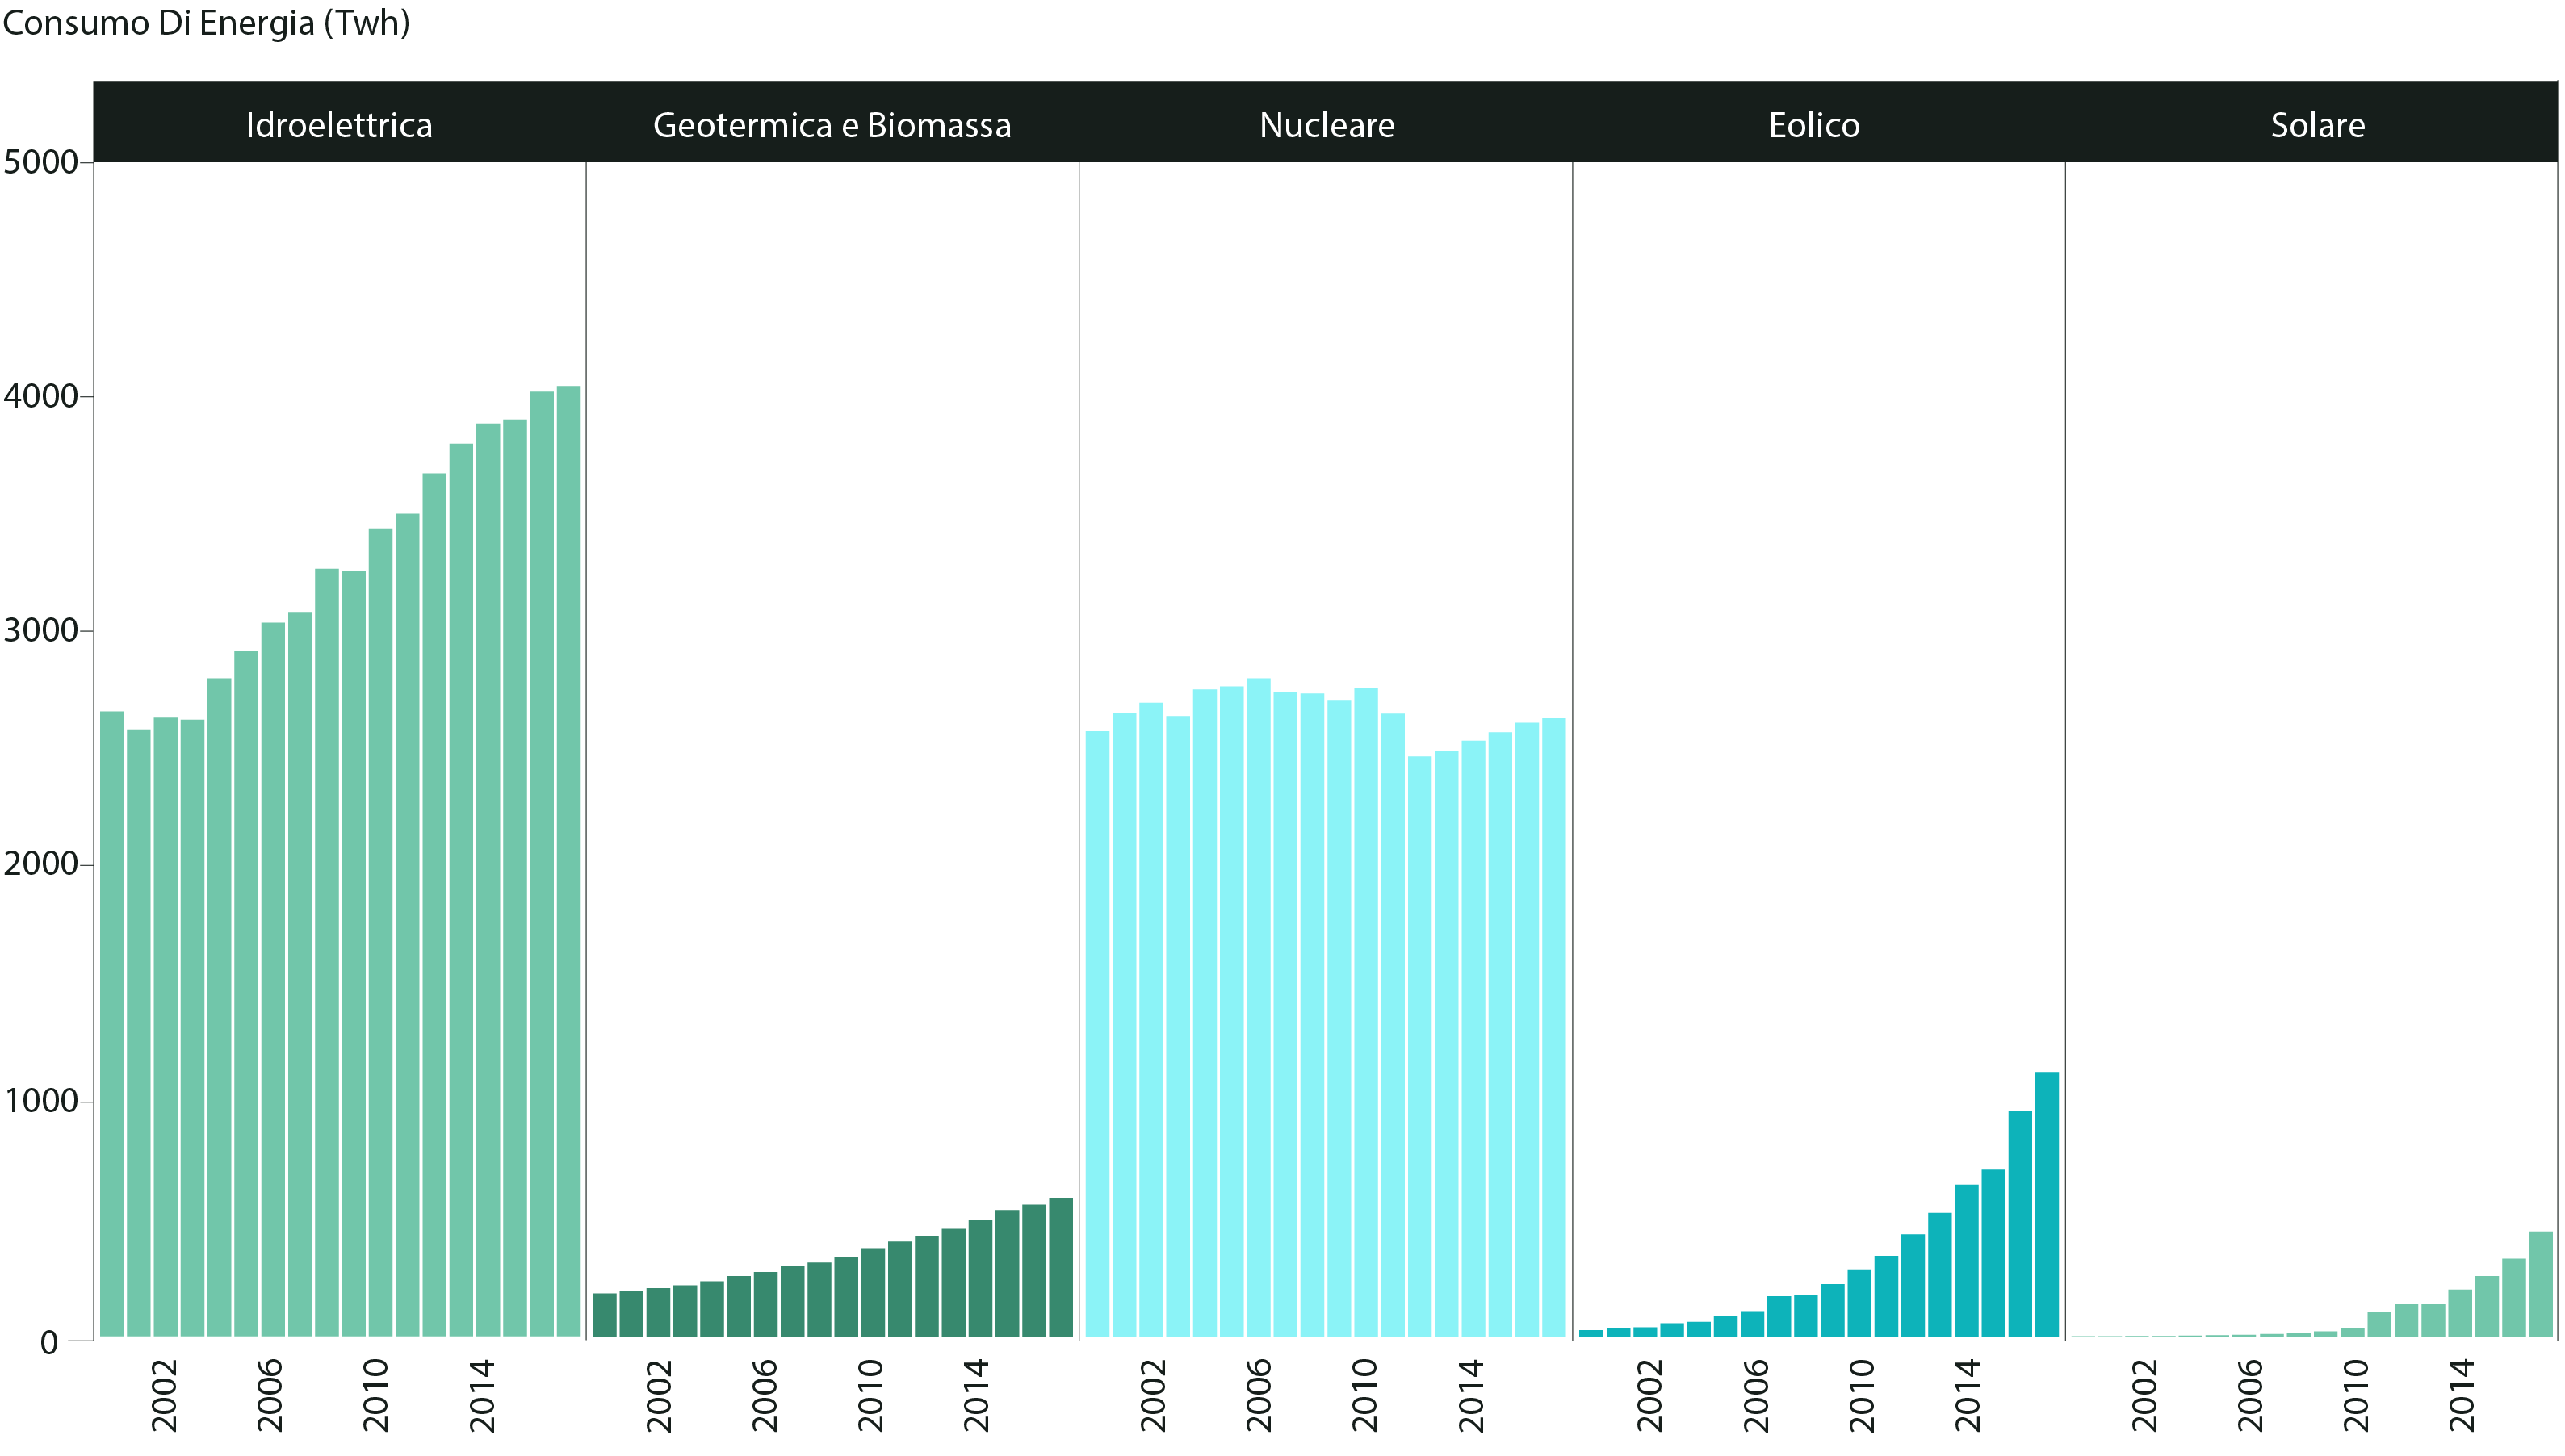 Consumo Di Energia (Twh)
Idroelettrica Geotermica e Biomassa Nucleare Eolico Solare
5000
4000
3000
2000
1000
0
2002 2006 2010 2014 2002 2006 2010 2014 2002 2006 2010 2014 2002 2006 2010 2014 2002 2006 2010 2014